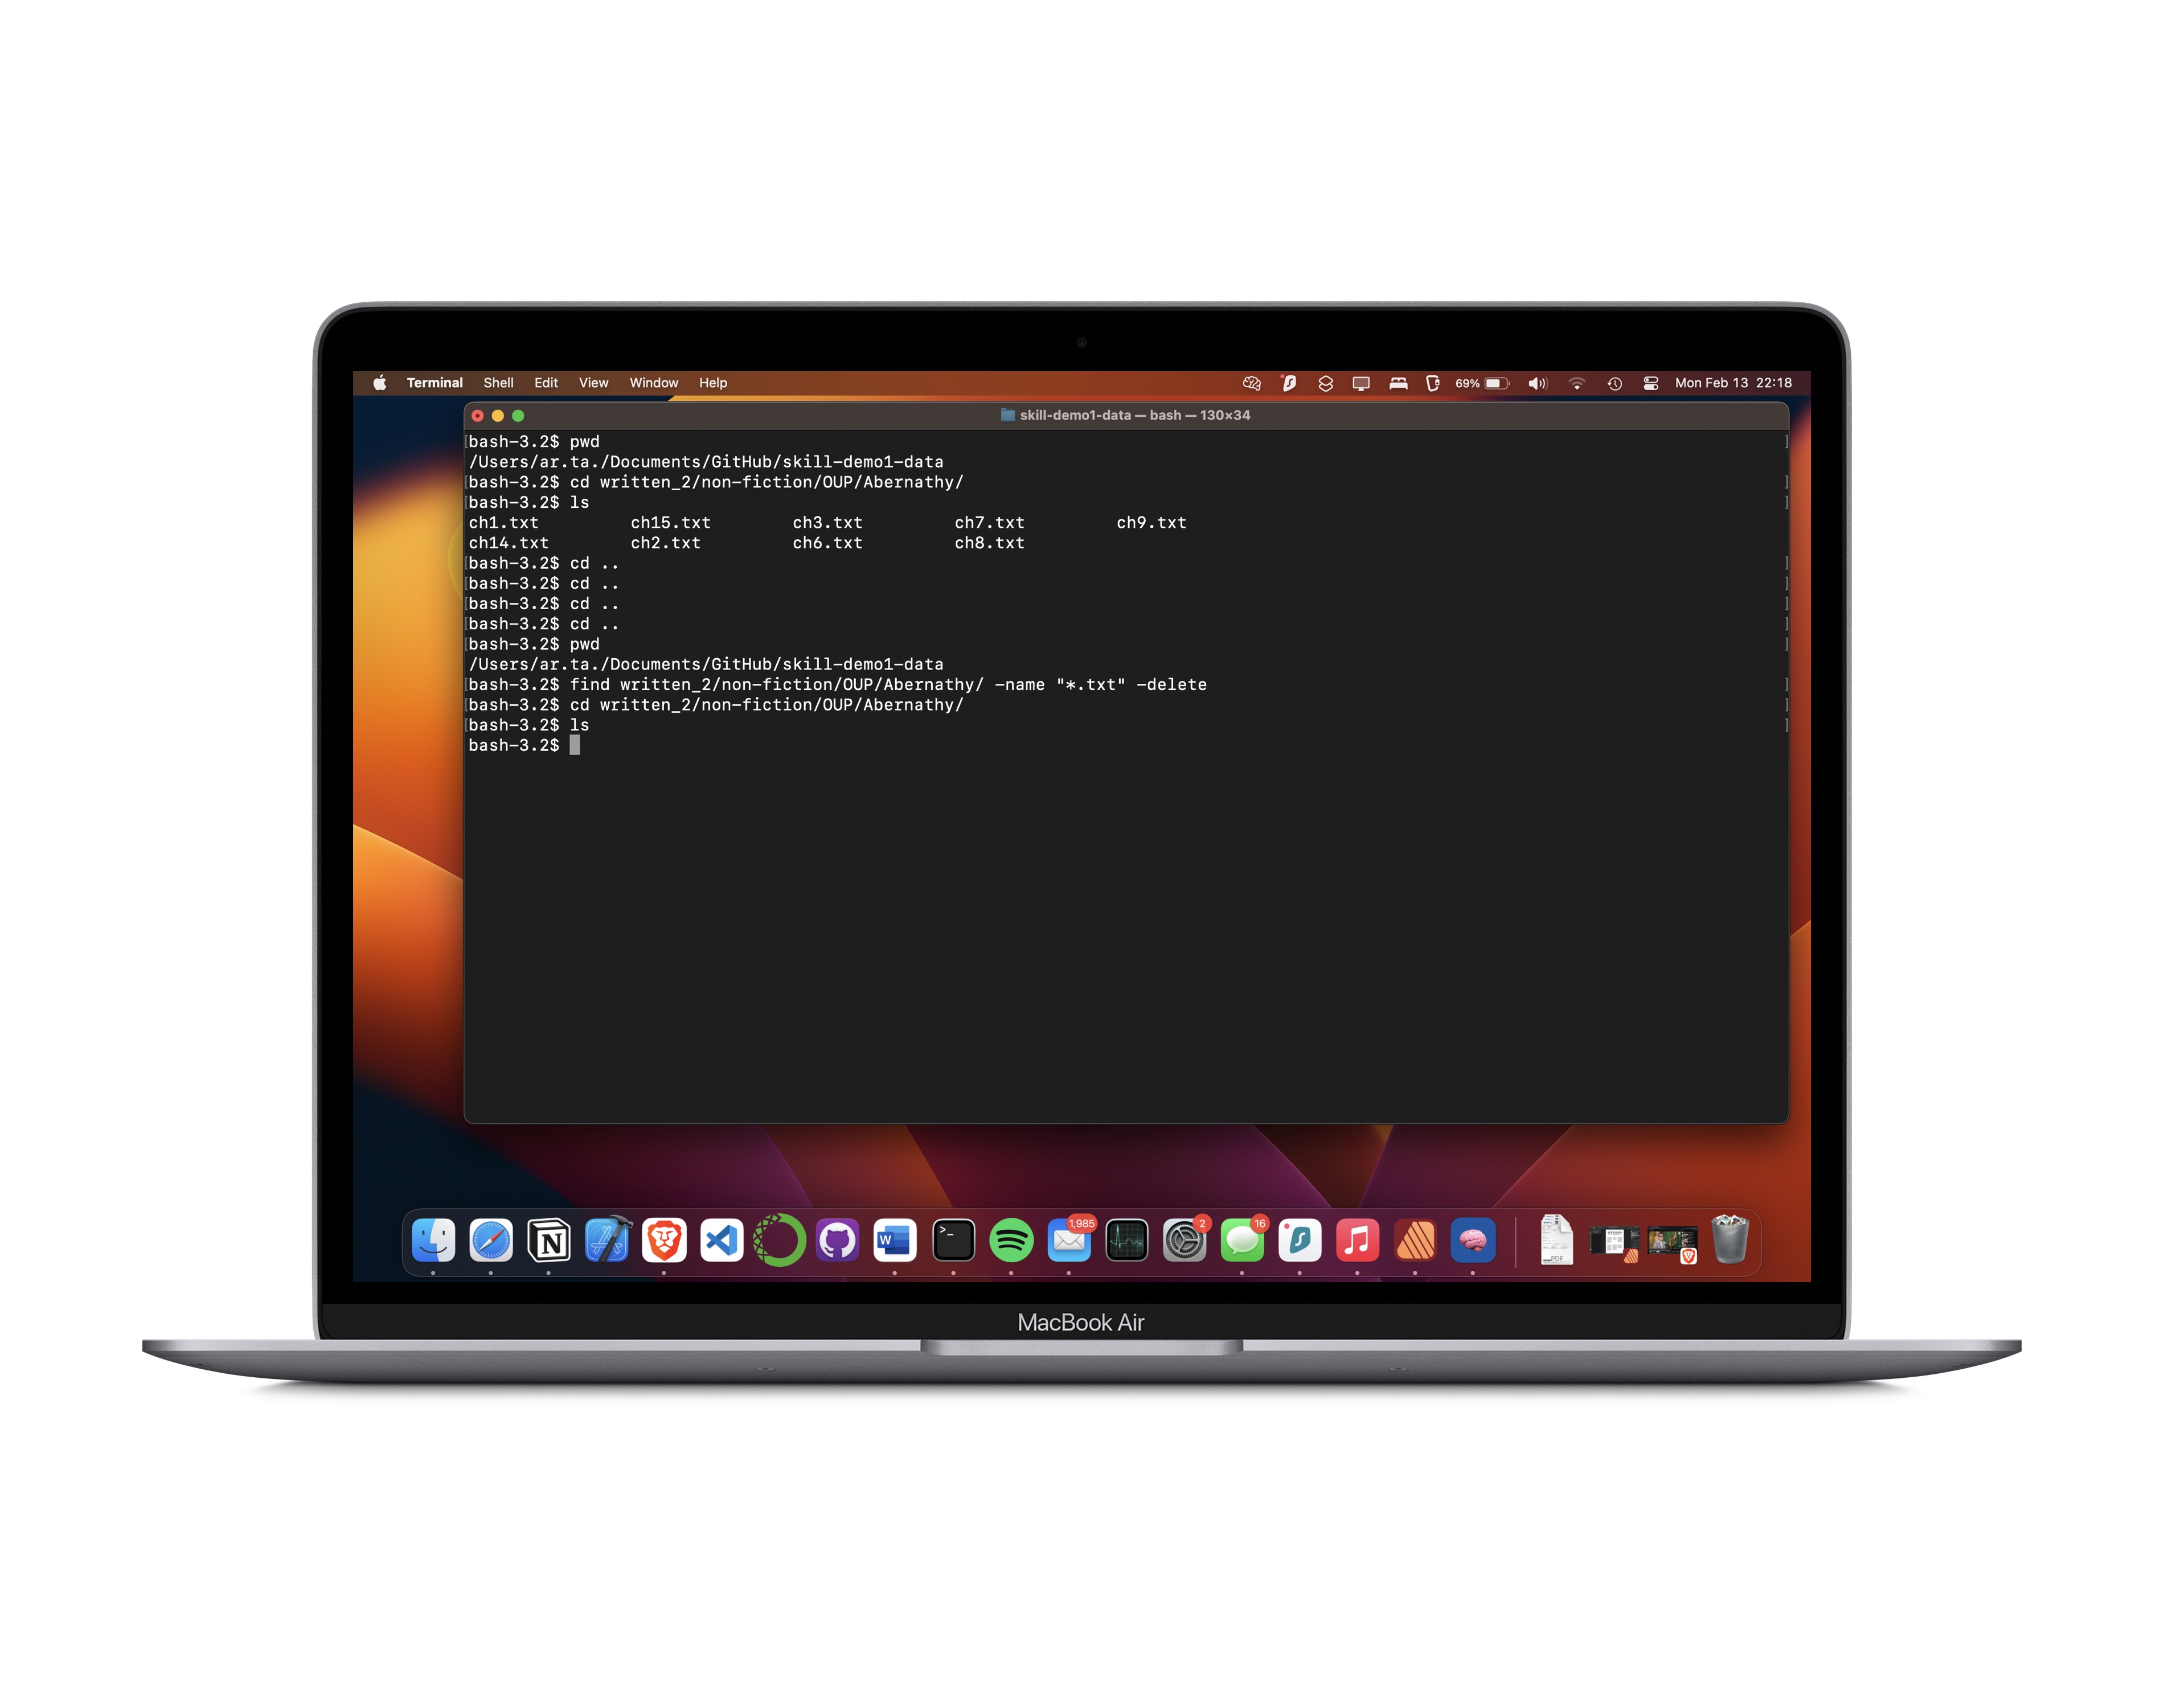 Terminal Shell Edit View Window Help 69% Mon Feb 13 22:18
skill-demo1-data — bash — 130×34
[bash-3.2$ pwd ]
/Users/ar.ta./Documents/GitHub/skill-demo1-data
[bash-3.2$ cd written_2/non-fiction/OUP/Abernathy/ ]
[bash-3.2$ ls ]
ch1.txt ch15.txt ch3.txt ch7.txt ch9.txt
ch14.txt ch2.txt ch6.txt ch8.txt
[bash-3.2$ cd .. ]
[bash-3.2$ cd .. ]
[bash-3.2$ cd .. ]
[bash-3.2$ cd .. ]
[bash-3.2$ pwd ]
/Users/ar.ta./Documents/GitHub/skill-demo1-data
[bash-3.2$ find written_2/non-fiction/OUP/Abernathy/ -name "*.txt" -delete ]
[bash-3.2$ cd written_2/non-fiction/OUP/Abernathy/ ]
[bash-3.2$ ls ]
bash-3.2$
N W >_ 1,985 2 16 PDF
MacBook Air